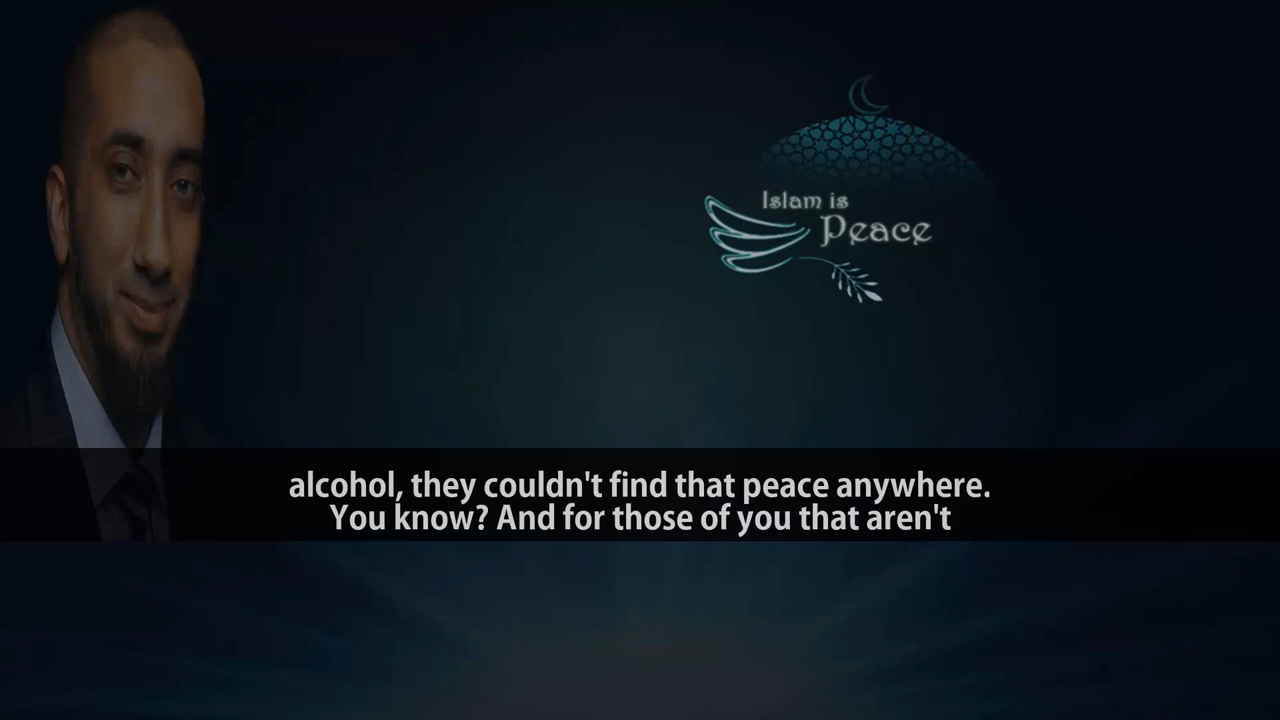 Islam is
Peace
alcohol, they couldn't find that peace anywhere.
You know? And for those of you that aren't